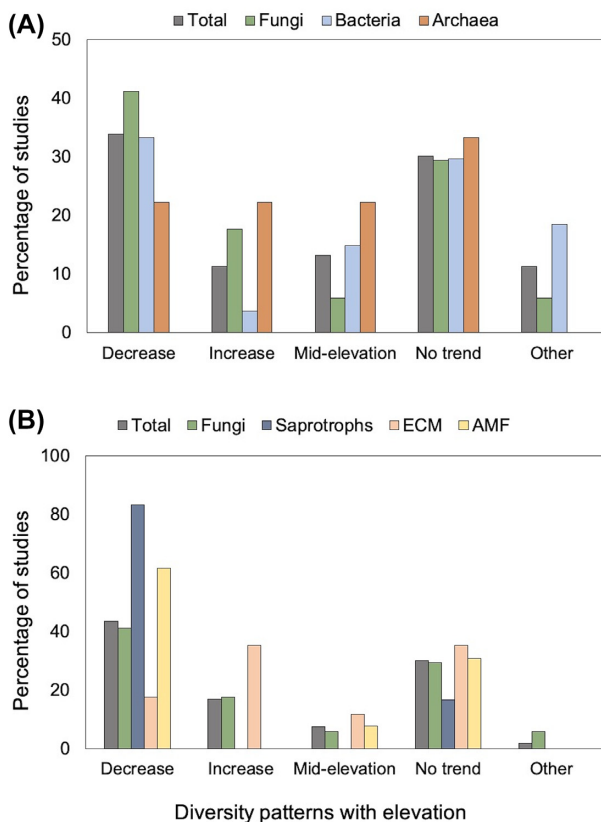 (A)
Total Fungi Bacteria Archaea
Percentage of studies
50
40
30
20
10
0
Decrease Increase Mid-elevation No trend Other
(B)
Total Fungi Saprotrophs ECM AMF
Percentage of studies
100
80
60
40
20
0
Decrease Increase Mid-elevation No trend Other
Diversity patterns with elevation